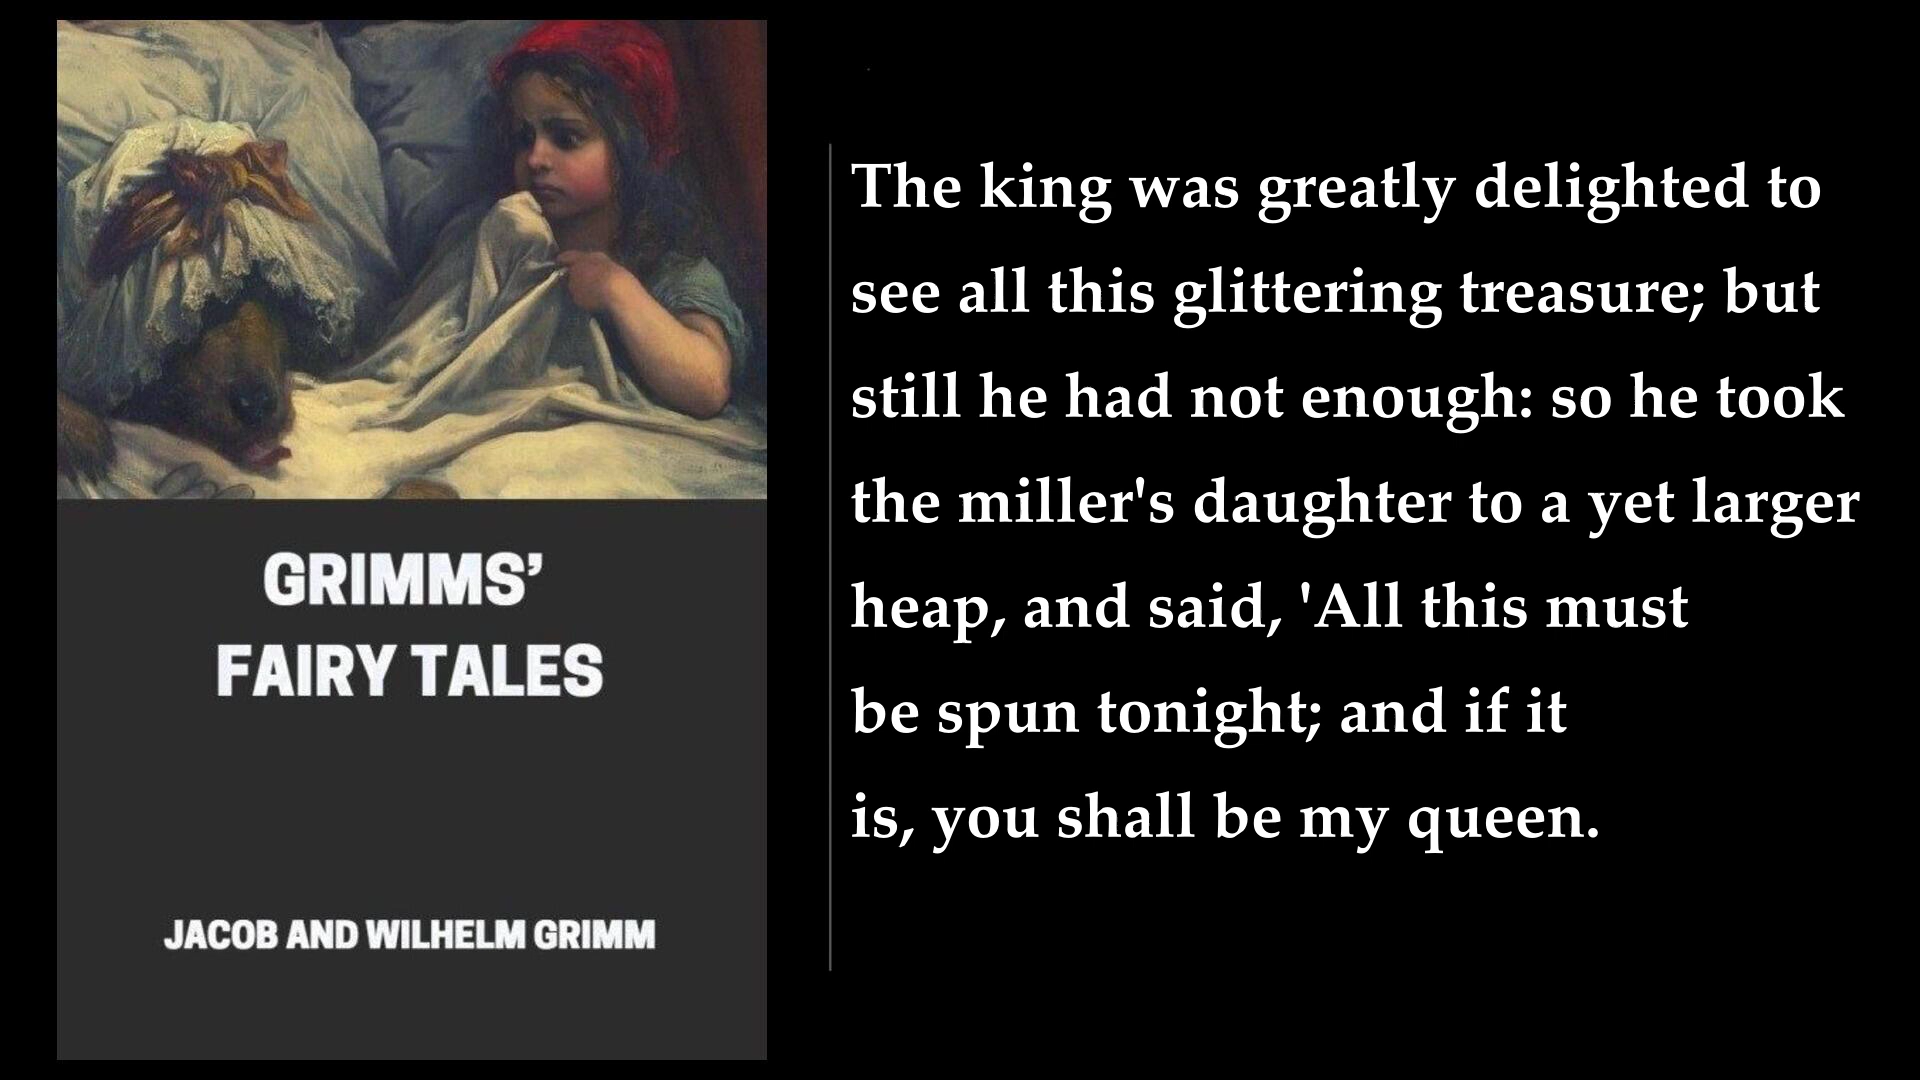 GRIMMS’
FAIRY TALES
JACOB AND WILHELM GRIMM
The king was greatly delighted to
see all this glittering treasure; but
still he had not enough: so he took
the miller's daughter to a yet larger
heap, and said, 'All this must
be spun tonight; and if it
is, you shall be my queen.